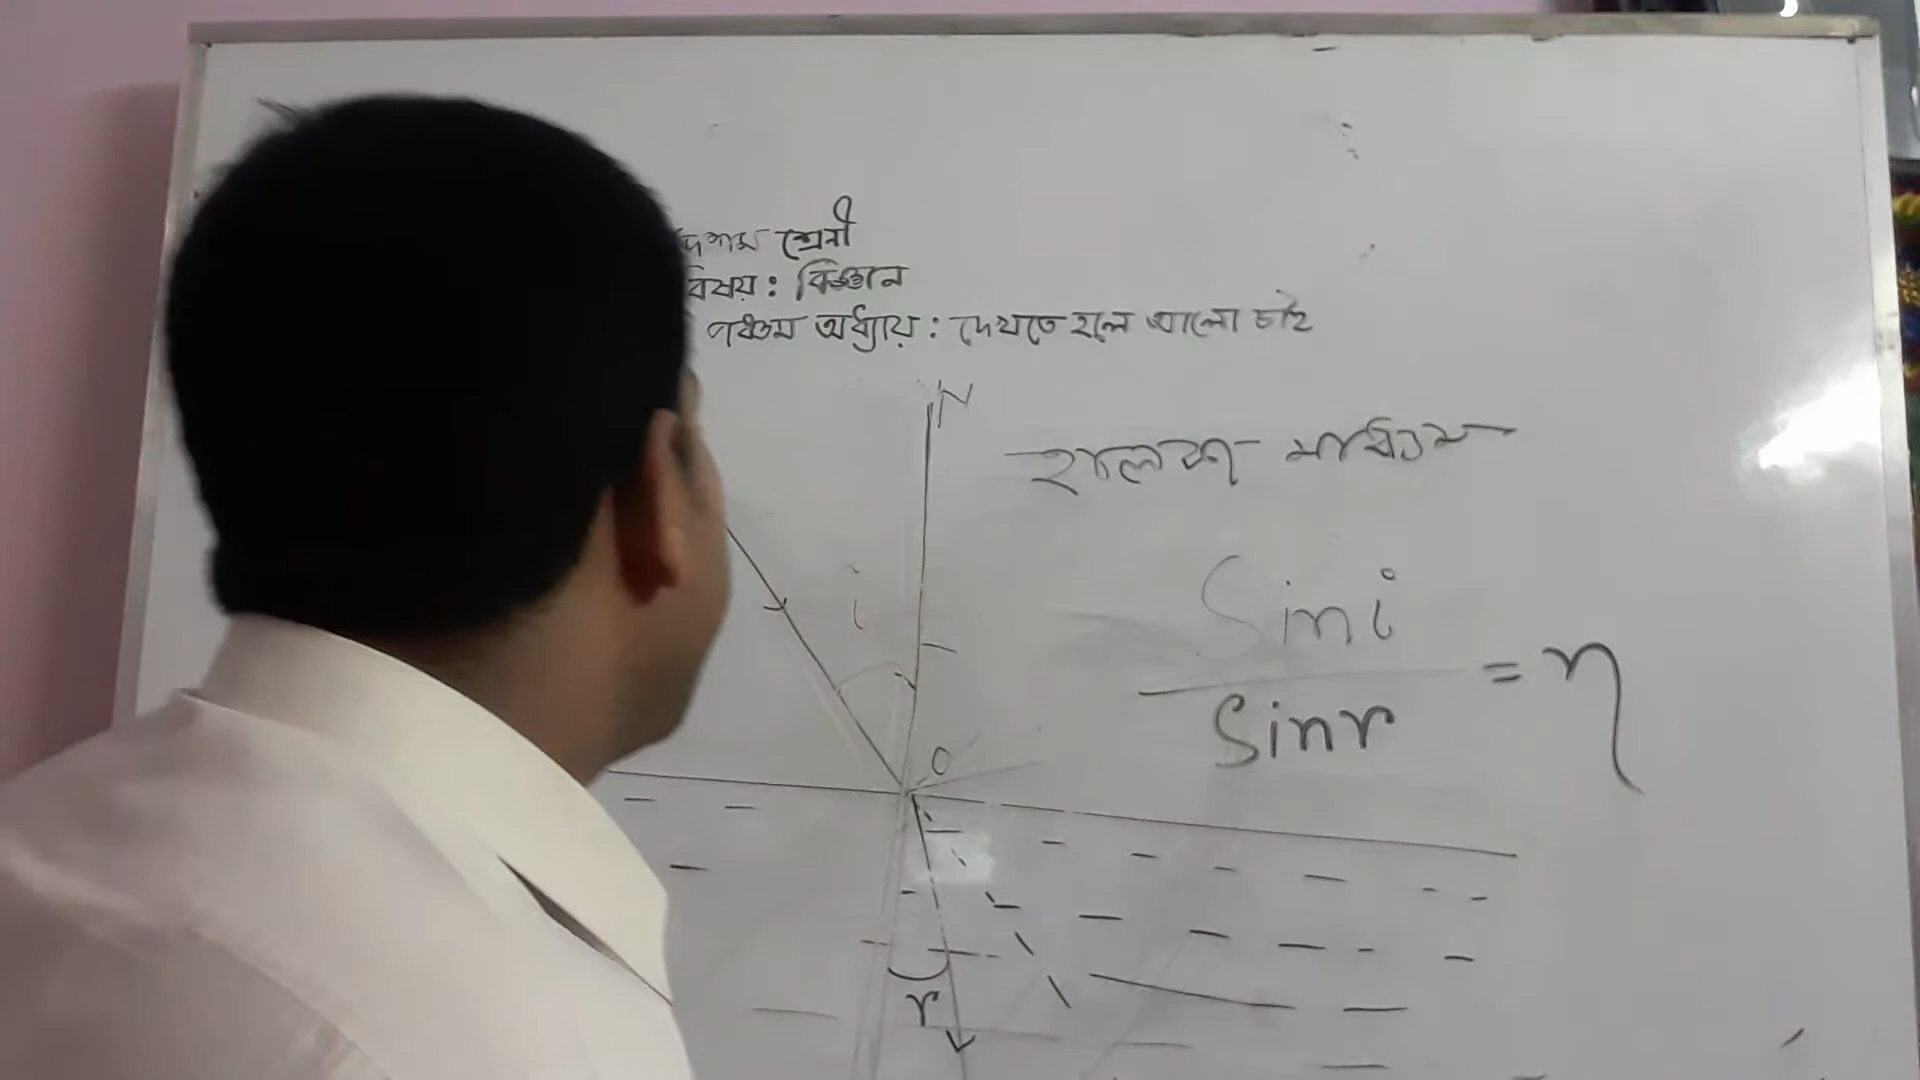 দশম শ্রেনী
বিষয় : বিজ্ঞান
পঞ্চম অধ্যায় : দেখতে হলে আলো চাই
N
হালকা মাধ্যম
i
Sin i
= η
Sin r
O
r